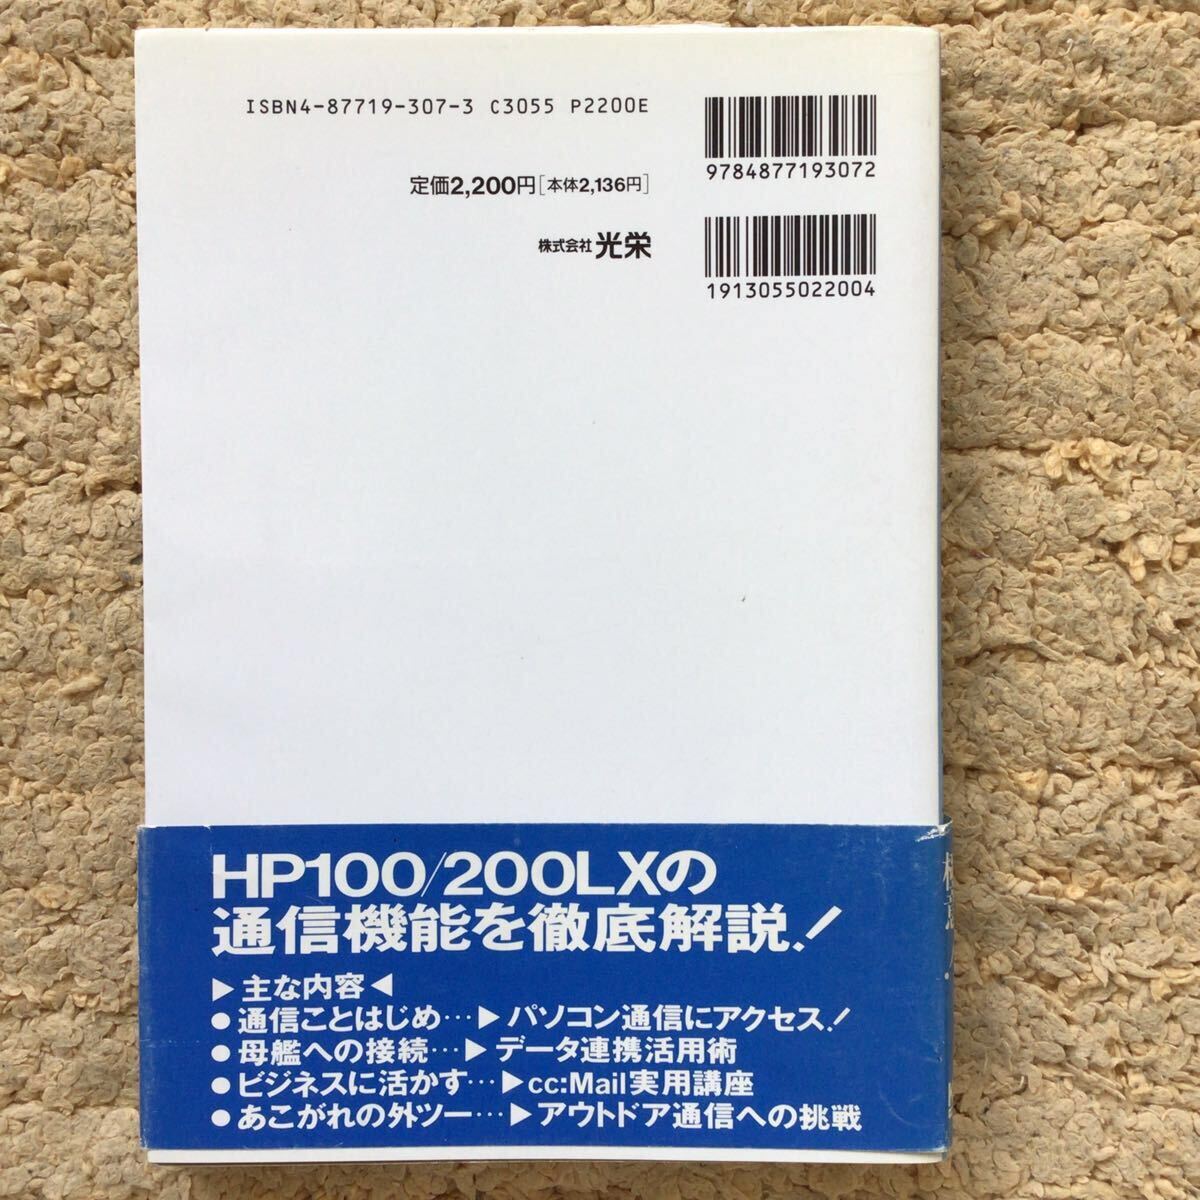 ISBN4-87719-307-3 C3055 P2200E
9784877193072
定価2,200円[本体2,136円]
株式会社 光栄
1913055022004
HP100/200LXの
通信機能を徹底解説!
▶主な内容◀
●通信ことはじめ…▶パソコン通信にアクセス!
●母艦への接続…▶データ連携活用術
●ビジネスに活かす…▶cc:Mail実用講座
●あこがれの外ツー…▶アウトドア通信への挑戦